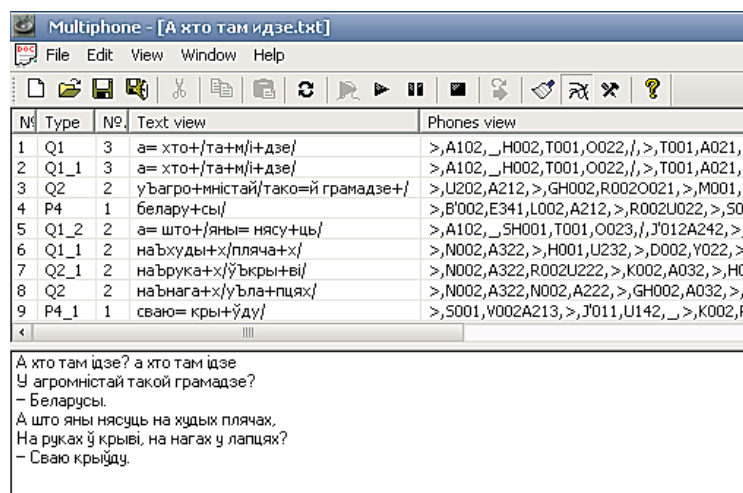 Multiphone - [А хто там идзе.txt]
File Edit View Window Help
№ Type №. Text view Phones view
1 Q1 3 а= хто+/та+м/і+дзе/ >,A102,_,H002,T001,O022,/,>,T001,A021,
2 Q1_1 3 а= хто+/та+м/і+дзе/ >,A102,_,H002,T001,O022,/,>,T001,A021,
3 Q2 2 уЪагро+мністай/тако=й грамадзе+/ >,U202,A212,>,GH002,R002O021,>,M001,
4 P4 1 белару+сы/ >,B'002,E341,L002,A212,>,R002U022,>,S0
5 Q1_2 2 а= што+/яны= нясу+ць/ >,A102,_,SH001,T001,O023,/,J'012A242,>,
6 Q1_1 2 наЪхуды+х/пляча+х/ >,N002,A322,>,H001,U232,>,D002,Y022,>
7 Q2_1 2 наЪрука+х/ўЪкры+ві/ >,N002,A322,R002U222,>,K002,A032,>,H0
8 Q2 2 наЪнага+х/уЪла+пцях/ >,N002,A322,N002,A222,>,GH002,A032,>,
9 P4_1 1 сваю= кры+ўду/ >,S001,V002A213,>,J'011,U142,_,>,K002,F
А хто там ідзе? а хто там ідзе
У агромністай такой грамадзе?
– Беларусы.
А што яны нясуць на худых плячах,
На руках ў крыві, на нагах у лапцях?
– Сваю крыўду.